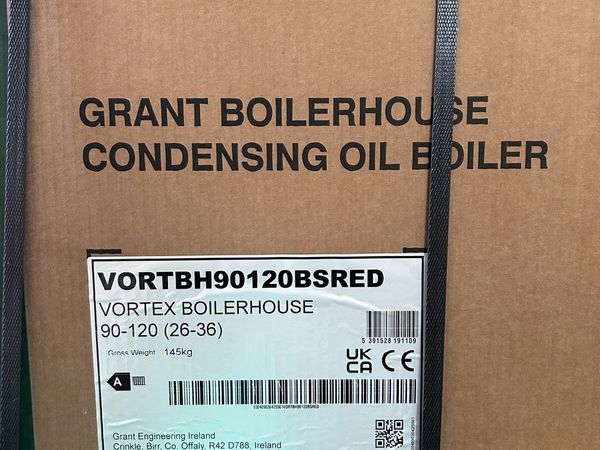 GRANT BOILERHOUSE
CONDENSING OIL BOILER
VORTBH90120BSRED
VORTEX BOILERHOUSE
90-120 (26-36)
5 391528 191109
Gross Weight 145kg
UK
CA CE
A
Grant Engineering Ireland
Crinkle, Birr, Co. Offaly, R42 D788, Ireland